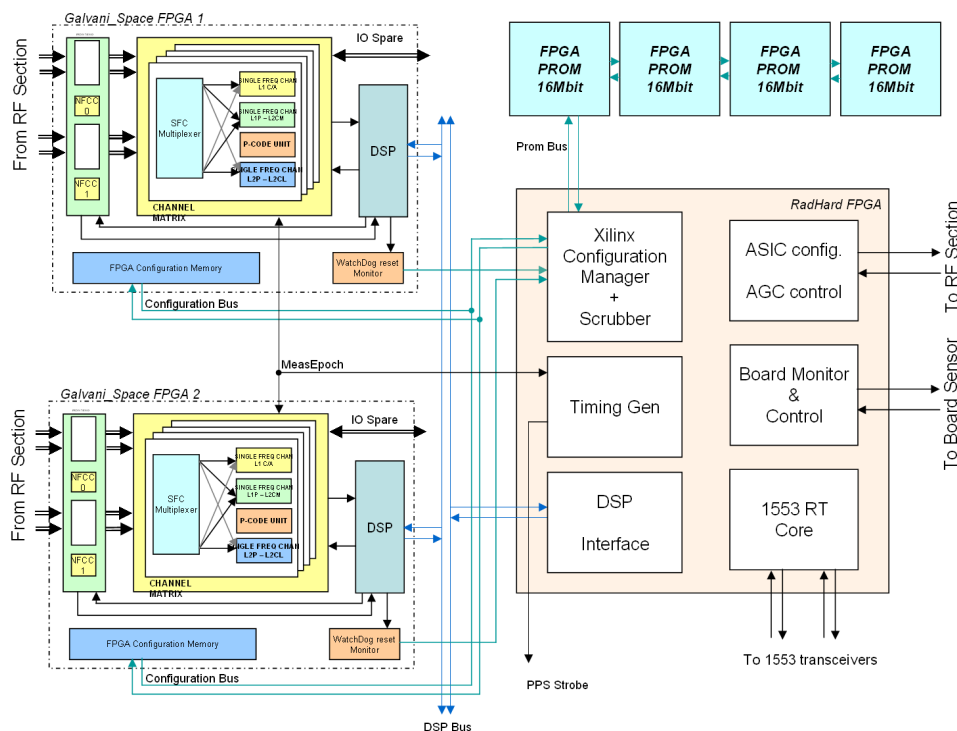 Galvani_Space FPGA 1
From RF Section
NFCC
0
NFCC
1
SFC
Multiplexer
SINGLE FREQ CHAN
L1 C/A
SINGLE FREQ CHAN
L1P – L2CM
P-CODE UNIT
SINGLE FREQ CHAN
L2P – L2CL
CHANNEL
MATRIX
IO Spare
DSP
FPGA Configuration Memory
WatchDog reset
Monitor
Configuration Bus
MeasEpoch
Galvani_Space FPGA 2
From RF Section
NFCC
0
NFCC
1
SFC
Multiplexer
SINGLE FREQ CHAN
L1 C/A
SINGLE FREQ CHAN
L1P – L2CM
P-CODE UNIT
SINGLE FREQ CHAN
L2P – L2CL
CHANNEL
MATRIX
IO Spare
DSP
FPGA Configuration Memory
WatchDog reset
Monitor
Configuration Bus
DSP Bus
FPGA
PROM
16Mbit
FPGA
PROM
16Mbit
FPGA
PROM
16Mbit
FPGA
PROM
16Mbit
Prom Bus
RadHard FPGA
Xilinx
Configuration
Manager
+
Scrubber
ASIC config.
AGC control
To RF Section
Timing Gen
Board Monitor
&
Control
To Board Sensor
DSP
Interface
1553 RT
Core
PPS Strobe
To 1553 transceivers